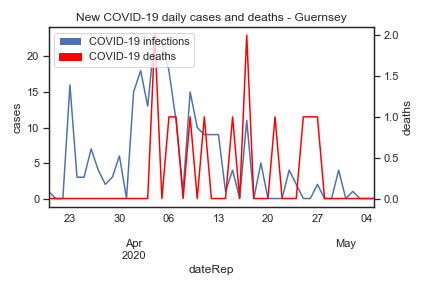 New COVID-19 daily cases and deaths - Guernsey
COVID-19 infections
COVID-19 deaths
cases
20
15
10
5
0
deaths
2.0
1.5
1.0
0.5
0.0
23 30 06 13 20 27 04
Apr May
2020
dateRep